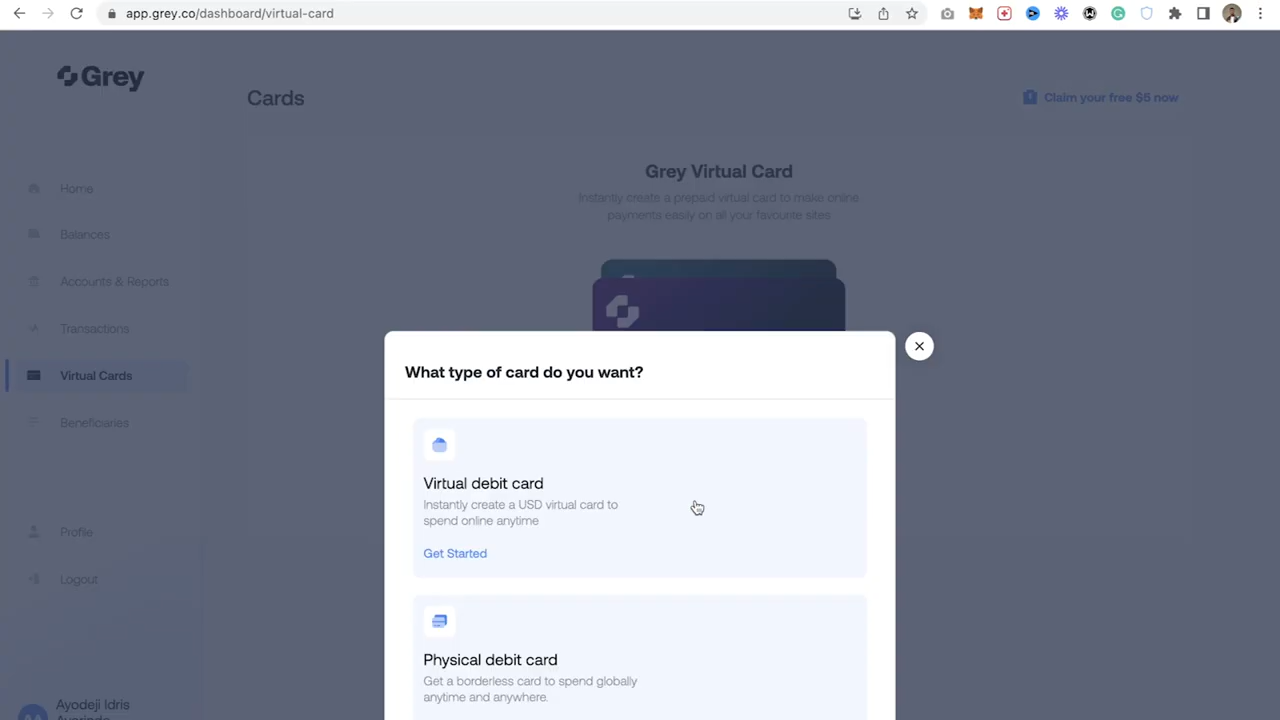 app.grey.co/dashboard/virtual-card
Grey
Cards
Claim your free $5 now
Grey Virtual Card
Instantly create a prepaid virtual card to make online
payments easily on all your favourite sites
Home
Balances
Accounts & Reports
Transactions
Virtual Cards
Beneficiaries
Profile
Logout
Ayodeji Idris
What type of card do you want?
Virtual debit card
Instantly create a USD virtual card to
spend online anytime
Get Started
Physical debit card
Get a borderless card to spend globally
anytime and anywhere.